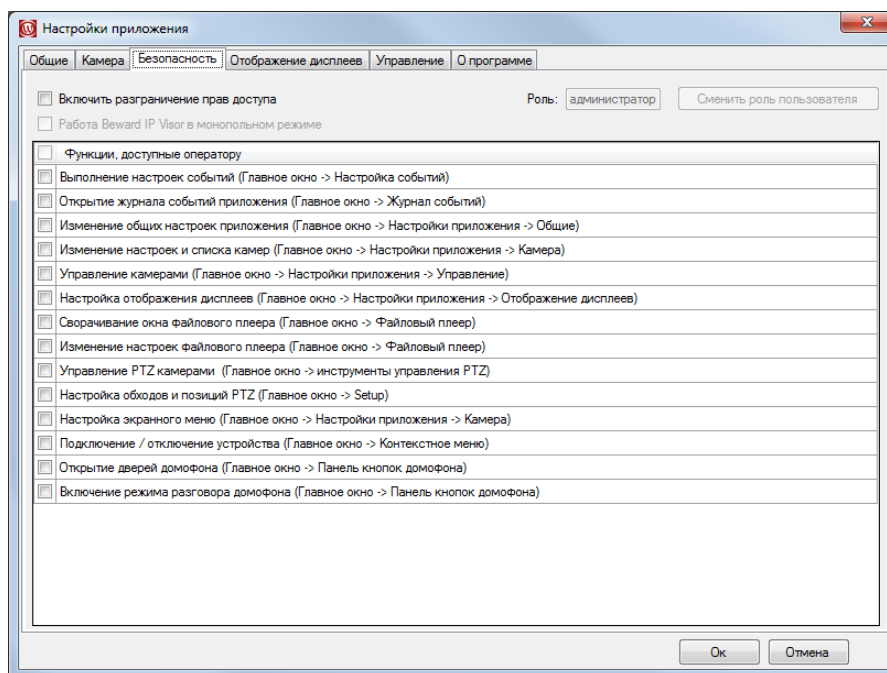 Настройки приложения
Общие Камера Безопасность Отображение дисплеев Управление О программе
Включить разграничение прав доступа Роль: администратор Сменить роль пользователя
Работа Beward IP Visor в монопольном режиме
Функции, доступные оператору
Выполнение настроек событий (Главное окно -> Настройка событий)
Открытие журнала событий приложения (Главное окно -> Журнал событий)
Изменение общих настроек приложения (Главное окно -> Настройки приложения -> Общие)
Изменение настроек и списка камер (Главное окно -> Настройки приложения -> Камера)
Управление камерами (Главное окно -> Настройки приложения -> Управление)
Настройка отображения дисплеев (Главное окно -> Настройки приложения -> Отображение дисплеев)
Сворачивание окна файлового плеера (Главное окно -> Файловый плеер)
Изменение настроек файлового плеера (Главное окно -> Файловый плеер)
Управление PTZ камерами (Главное окно -> инструменты управления PTZ)
Настройка обходов и позиций PTZ (Главное окно -> Setup)
Настройка экранного меню (Главное окно -> Настройки приложения -> Камера)
Подключение / отключение устройства (Главное окно -> Контекстное меню)
Открытие дверей домофона (Главное окно -> Панель кнопок домофона)
Включение режима разговора домофона (Главное окно -> Панель кнопок домофона)
Ок Отмена